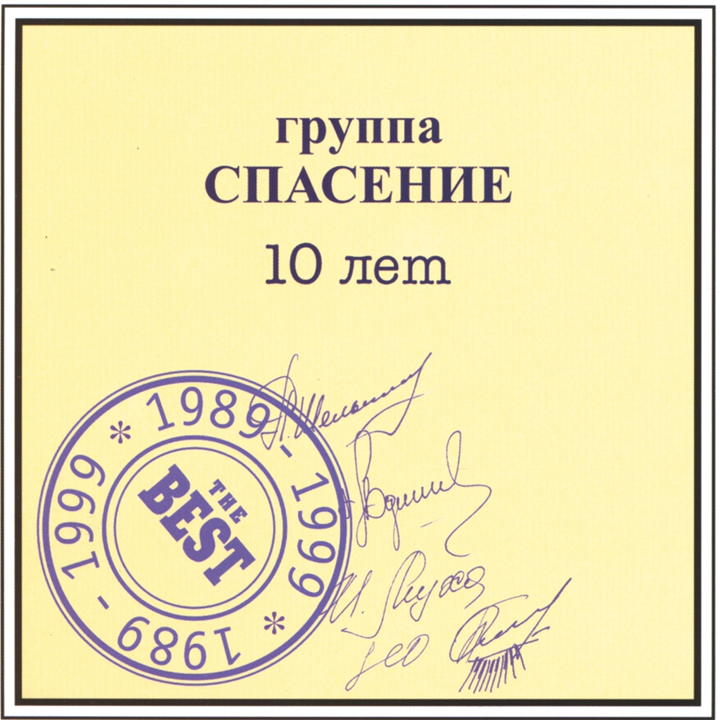 группа
СПАСЕНИЕ
10 лет
1989 - 1999 * 1989 - 1999 *
THE
BEST